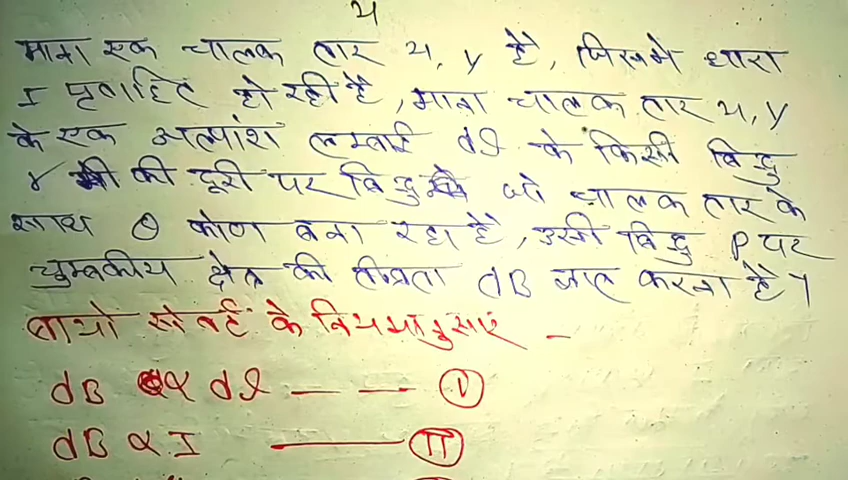 y
माना एक चालक तार x, y है, जिसमे धारा
I प्रवाहित हो रही है, माना चालक तार x, y
के एक अल्पांश लम्बाई dl के किसी बिन्दु
r की दूरी पर बिन्दु जो चालक तार के
साथ θ कोण बना रहा है, उसी बिन्दु P पर
चुम्बकीय क्षेत्र की तीव्रता dB ज्ञात करना है।
बायो सेवर्ट के नियमानुसार -
dB ∝ dl — — I
dB ∝ I — II